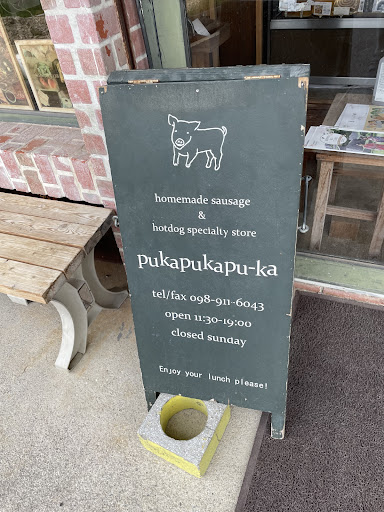 homemade sausage
&
hotdog specialty store
pukapukapu-ka
tel/fax 098-911-6043
open 11:30-19:00
closed sunday
Enjoy your lunch please!